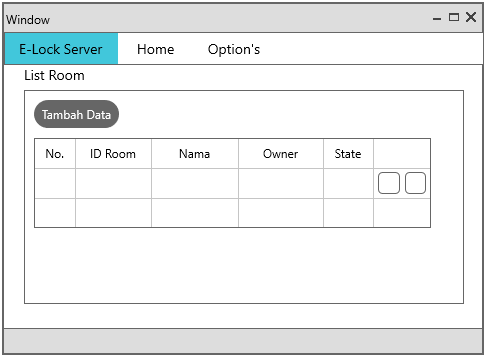 Window
E-Lock Server Home Option's
List Room
Tambah Data
No. ID Room Nama Owner State